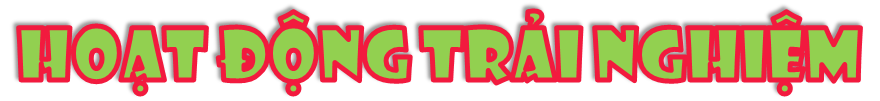 HOẠT ĐỘNG TRẢI NGHIỆM